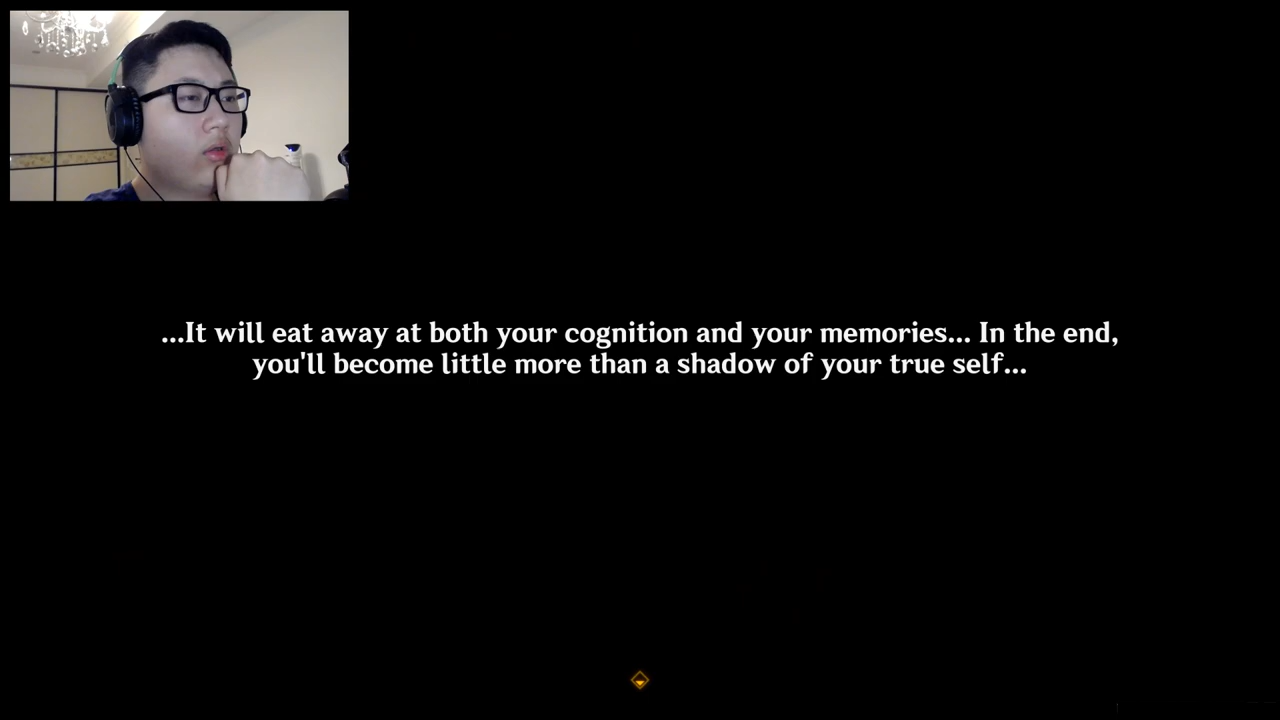 ...It will eat away at both your cognition and your memories... In the end,
you'll become little more than a shadow of your true self...